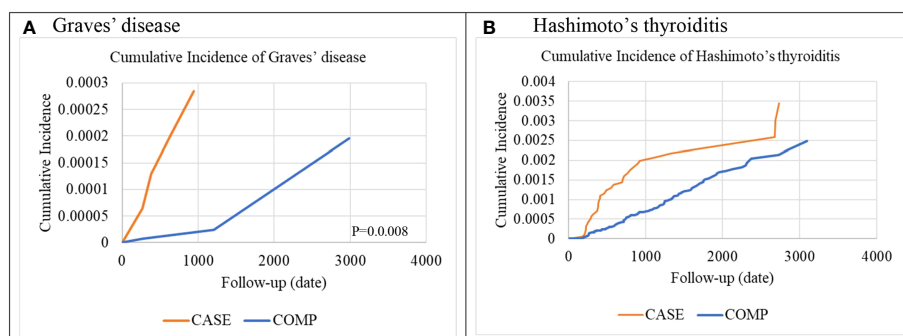 A Graves' disease
Cumulative Incidence of Graves' disease
Cumulative Incidence
0.0003
0.00025
0.0002
0.00015
0.0001
0.00005
0
0 1000 2000 3000 4000
P=0.0.008
Follow-up (date)
CASE COMP
B Hashimoto's thyroiditis
Cumulative Incidence of Hashimoto's thyroiditis
Cumulative Incidence
0.004
0.0035
0.003
0.0025
0.002
0.0015
0.001
0.0005
0
0 1000 2000 3000 4000
Follow-up (date)
CASE COMP